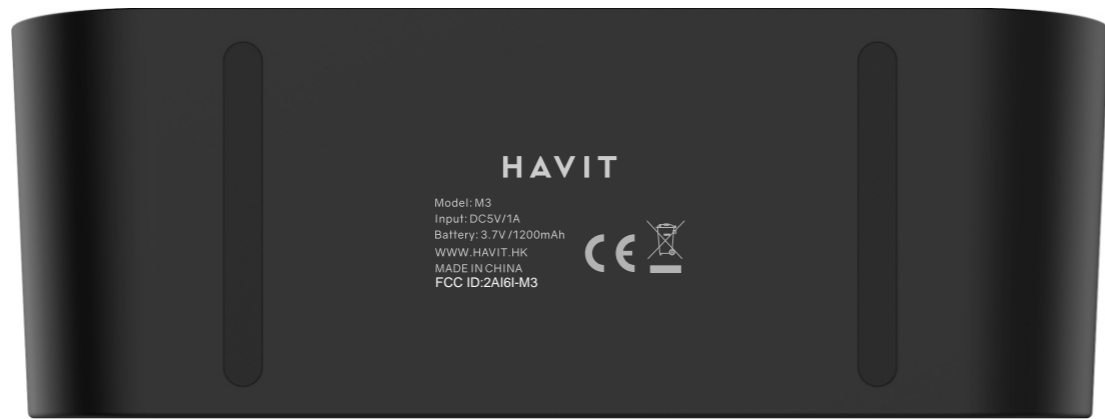 HAVIT
Model: M3
Input: DC5V/1A
Battery: 3.7V/1200mAh
WWW.HAVIT.HK
MADE IN CHINA
FCC ID:2AI6I-M3
CE